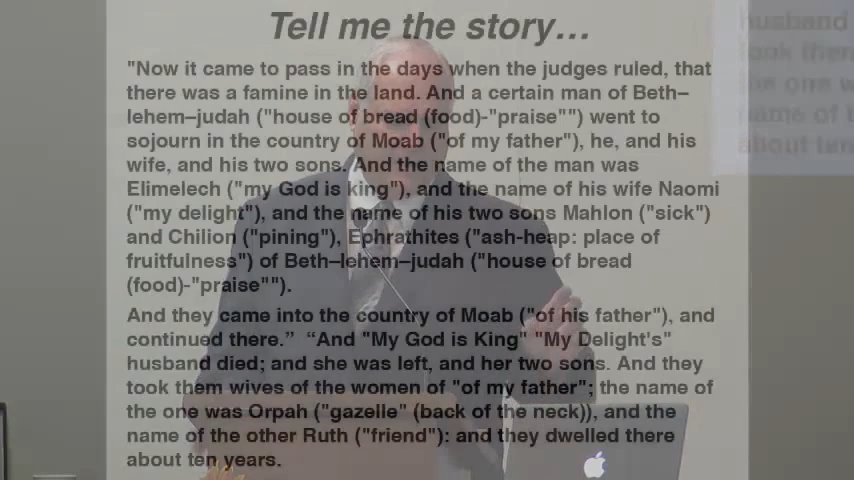 Tell me the story…
"Now it came to pass in the days when the judges ruled, that
there was a famine in the land. And a certain man of Beth–
lehem–judah ("house of bread (food)-"praise"") went to
sojourn in the country of Moab ("of my father"), he, and his
wife, and his two sons. And the name of the man was
Elimelech ("my God is king"), and the name of his wife Naomi
("my delight"), and the name of his two sons Mahlon ("sick")
and Chilion ("pining"), Ephrathites ("ash-heap: place of
fruitfulness") of Beth–lehem–judah ("house of bread
(food)-"praise"").
And they came into the country of Moab ("of his father"), and
continued there.” “And "My God is King" "My Delight's"
husband died; and she was left, and her two sons. And they
took them wives of the women of "of my father"; the name of
the one was Orpah ("gazelle" (back of the neck)), and the
name of the other Ruth ("friend"): and they dwelled there
about ten years.
husband
took then
the one w
name of t
about ten